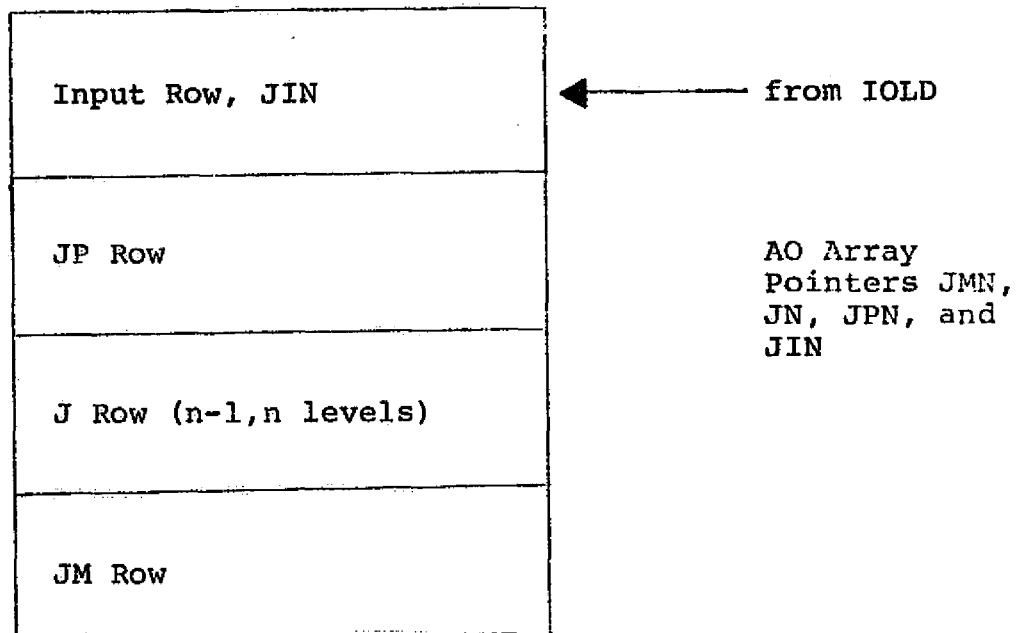 Input Row, JIN
from IOLD
JP Row
AO Array
Pointers JMN,
JN, JPN, and
JIN
J Row (n-1,n levels)
JM Row